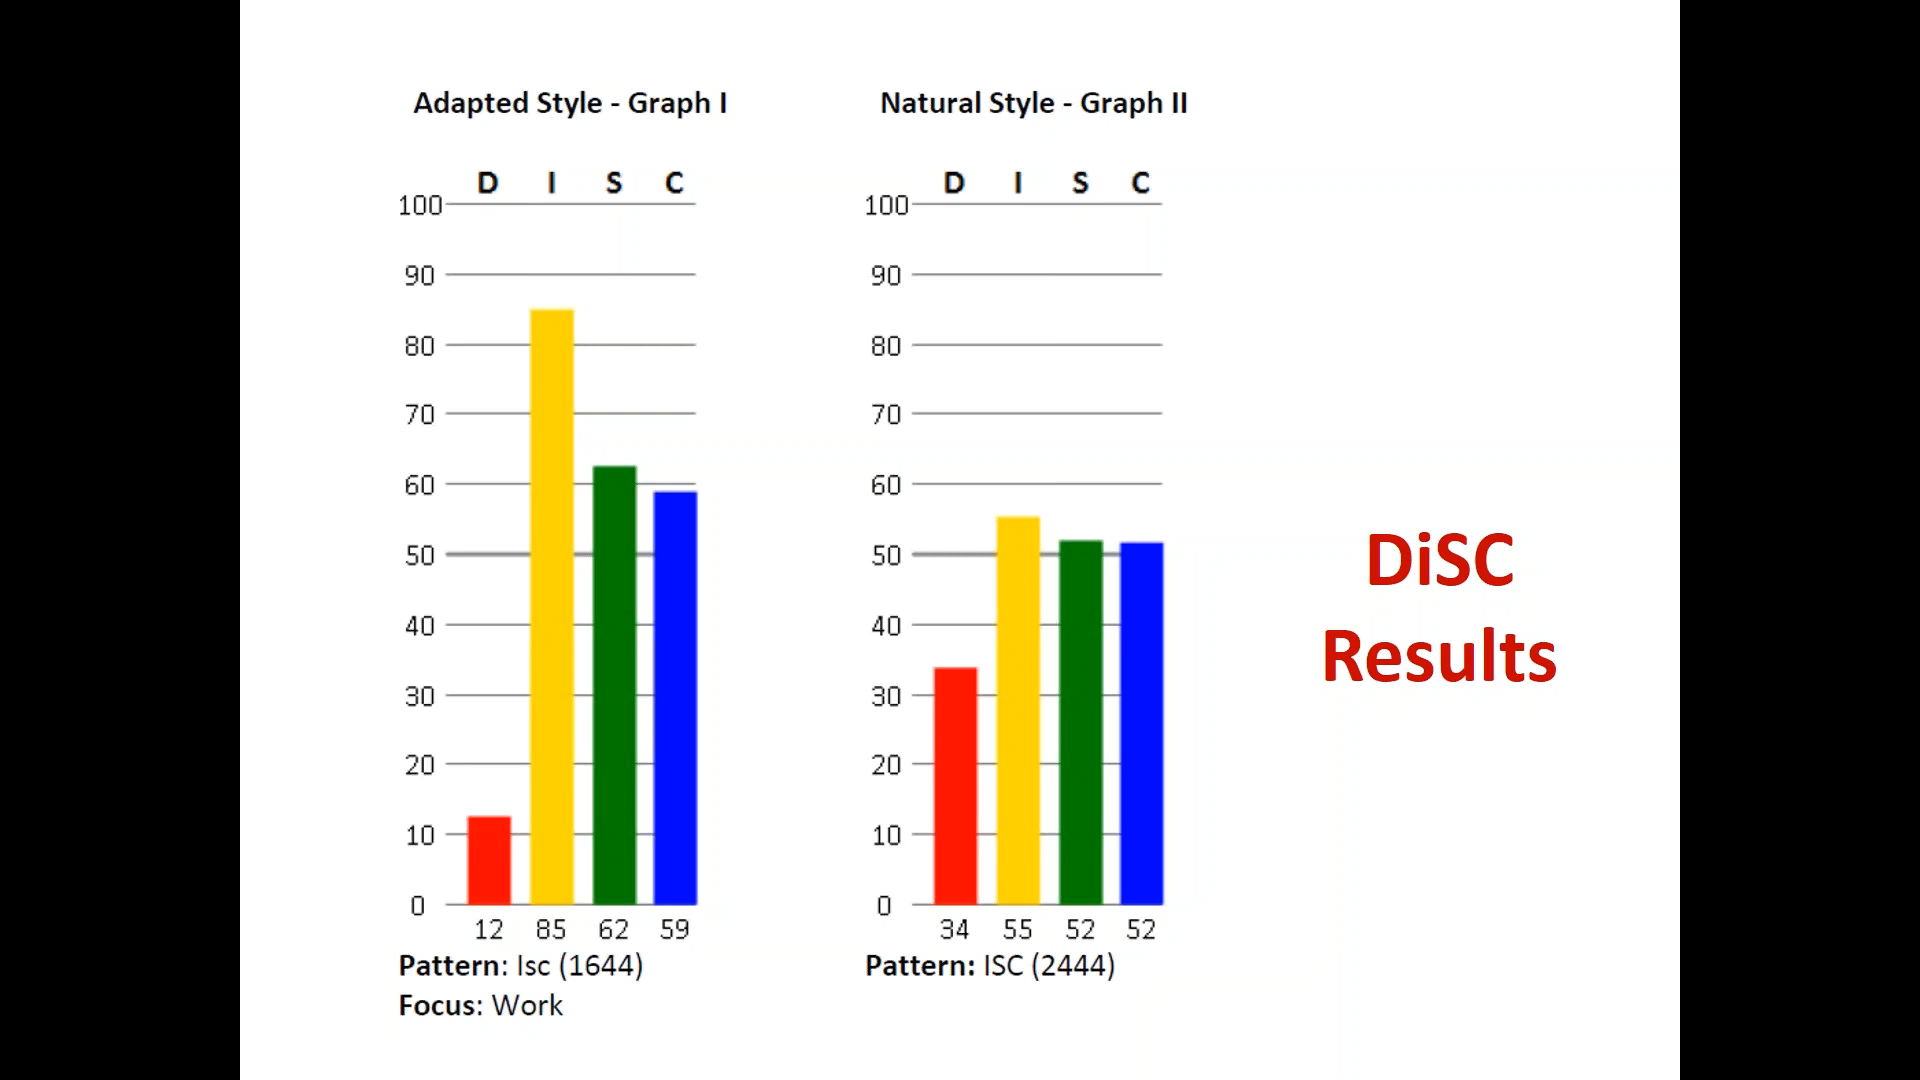 Adapted Style - Graph I
D I S C
100
90
80
70
60
50
40
30
20
10
0
12 85 62 59
Pattern: Isc (1644)
Focus: Work
Natural Style - Graph II
D I S C
100
90
80
70
60
50
40
30
20
10
0
34 55 52 52
Pattern: ISC (2444)
DiSC
Results